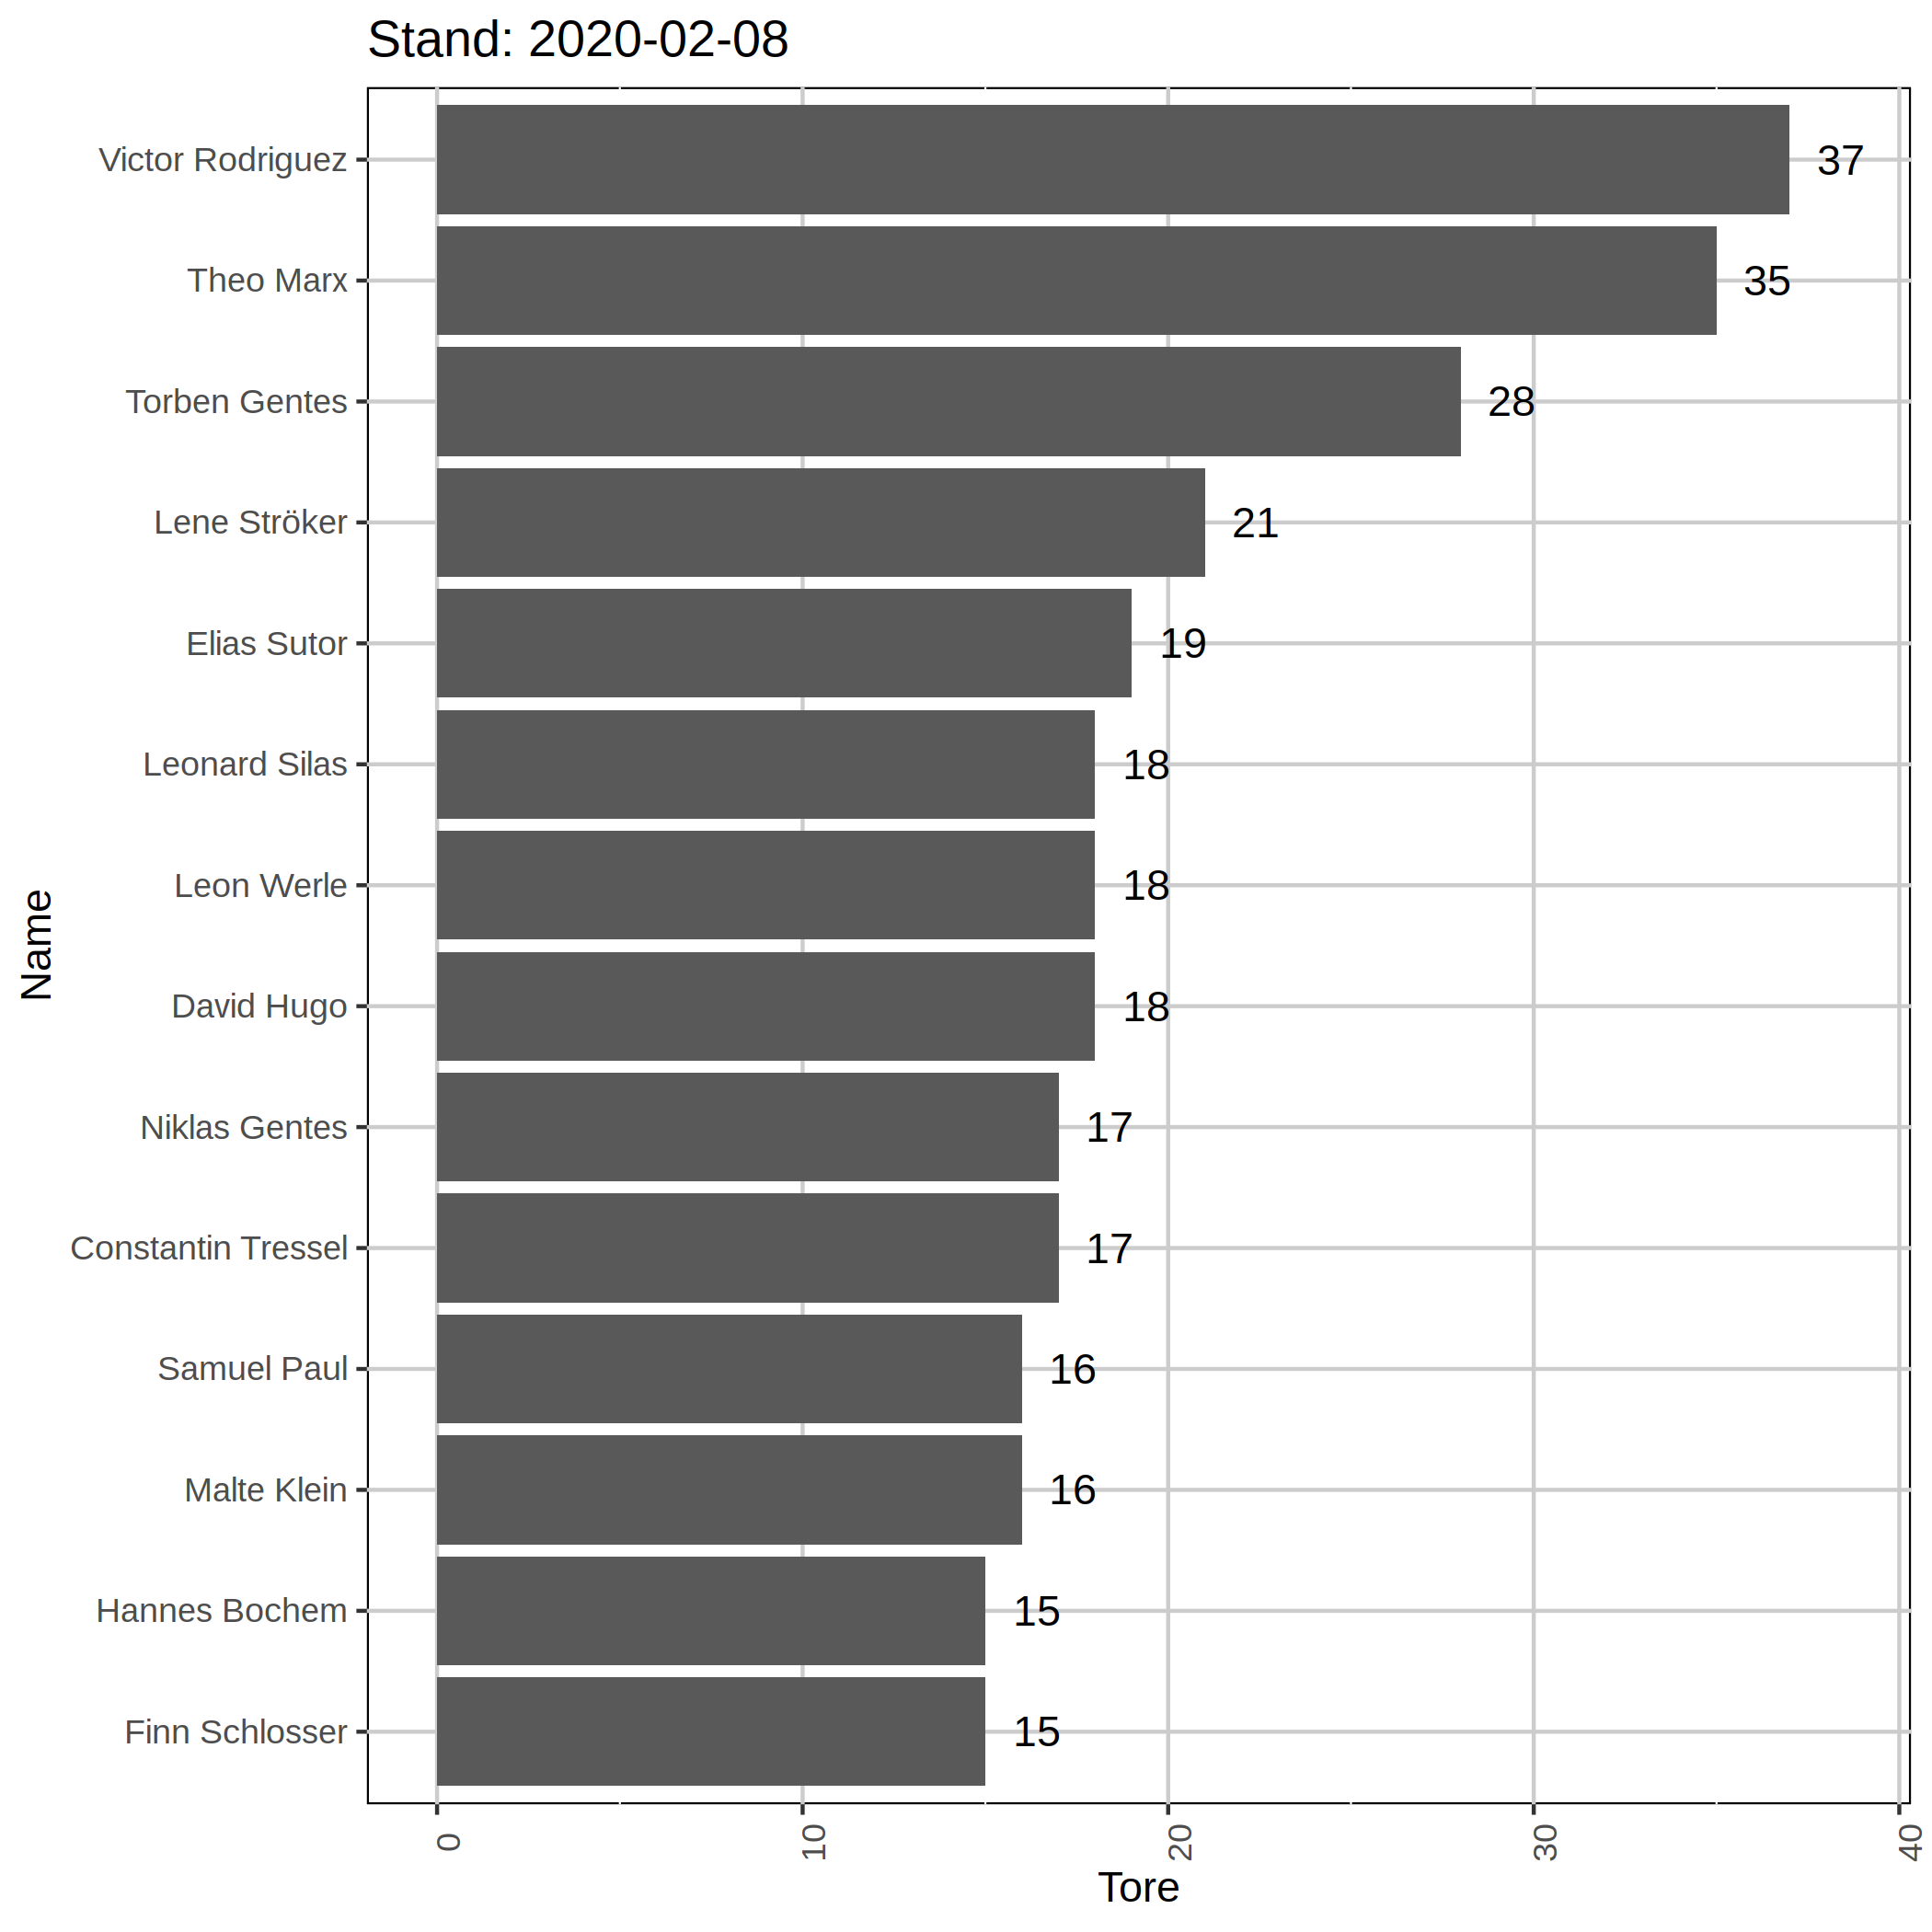 Stand: 2020-02-08
Victor Rodriguez 37
Theo Marx 35
Torben Gentes 28
Lene Ströker 21
Elias Sutor 19
Leonard Silas 18
Leon Werle 18
David Hugo 18
Niklas Gentes 17
Constantin Tressel 17
Samuel Paul 16
Malte Klein 16
Hannes Bochem 15
Finn Schlosser 15
Name
0 10 20 30 40
Tore